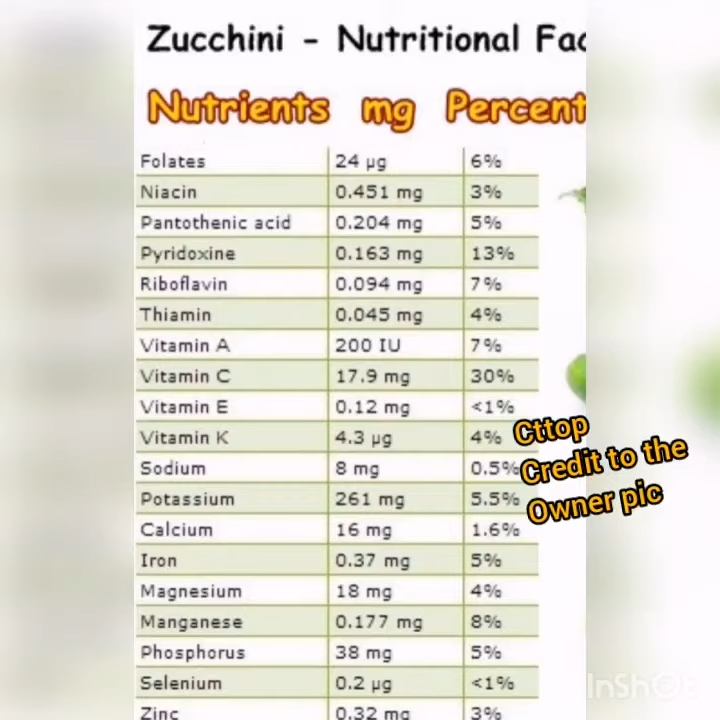 Zucchini - Nutritional Fac
Nutrients mg Percent
Folates 24 µg 6%
Niacin 0.451 mg 3%
Pantothenic acid 0.204 mg 5%
Pyridoxine 0.163 mg 13%
Riboflavin 0.094 mg 7%
Thiamin 0.045 mg 4%
Vitamin A 200 IU 7%
Vitamin C 17.9 mg 30%
Vitamin E 0.12 mg <1%
Vitamin K 4.3 µg 4%
Sodium 8 mg 0.5%
Potassium 261 mg 5.5%
Calcium 16 mg 1.6%
Iron 0.37 mg 5%
Magnesium 18 mg 4%
Manganese 0.177 mg 8%
Phosphorus 38 mg 5%
Selenium 0.2 µg <1%
Zinc 0.32 mg 3%
Cttop
Credit to the
Owner pic
InShOt